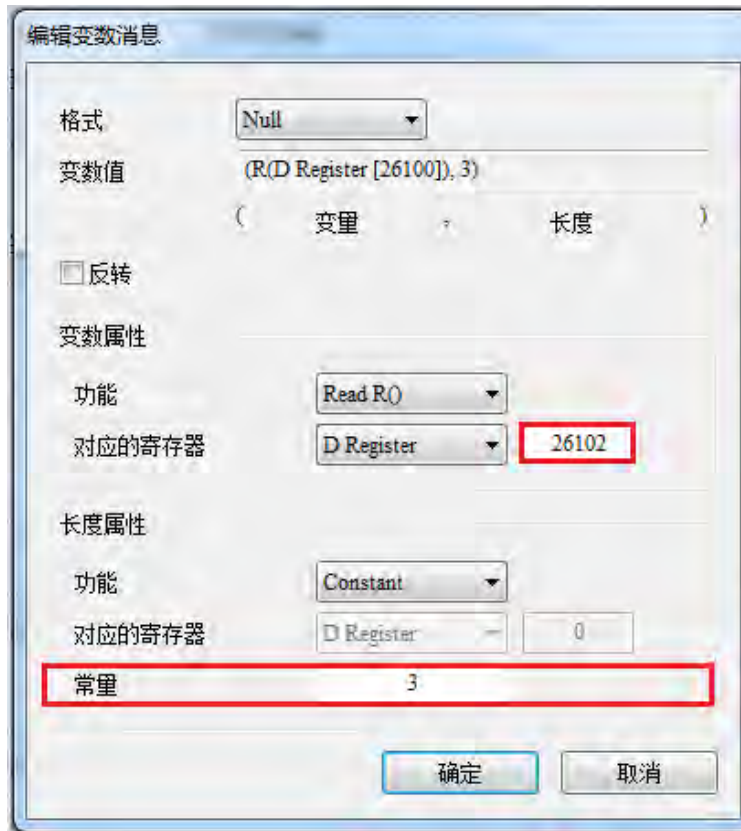 编辑变数消息
格式 Null
变数值 (R(D Register [26100]), 3)
( 变量 , 长度 )
反转
变数属性
功能 Read R()
对应的寄存器 D Register 26102
长度属性
功能 Constant
对应的寄存器 D Register 0
常量 3
确定 取消